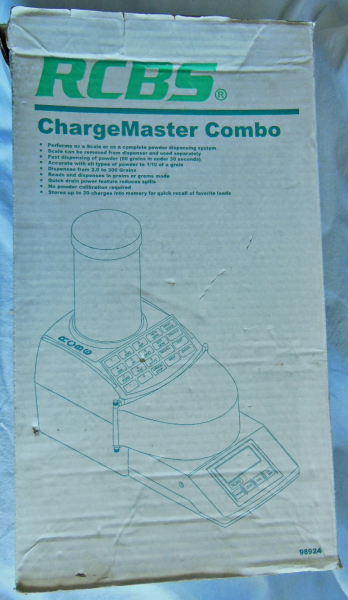 RCBS®
ChargeMaster Combo
• Performs as a Scale or as a complete powder dispensing system
• Scale can be removed from dispenser and used separately
• Fast dispensing of powder (60 grains in under 30 seconds)
• Accurate with all types of powder to 1/10 of a grain
• Dispenses from 2.0 to 300 Grains
• Reads and dispenses in grains or grams mode
• Quick drain power feature reduces spills
• No powder calibration required
• Stores up to 30 charges into memory for quick recall of favorite loads
RCBS
98924